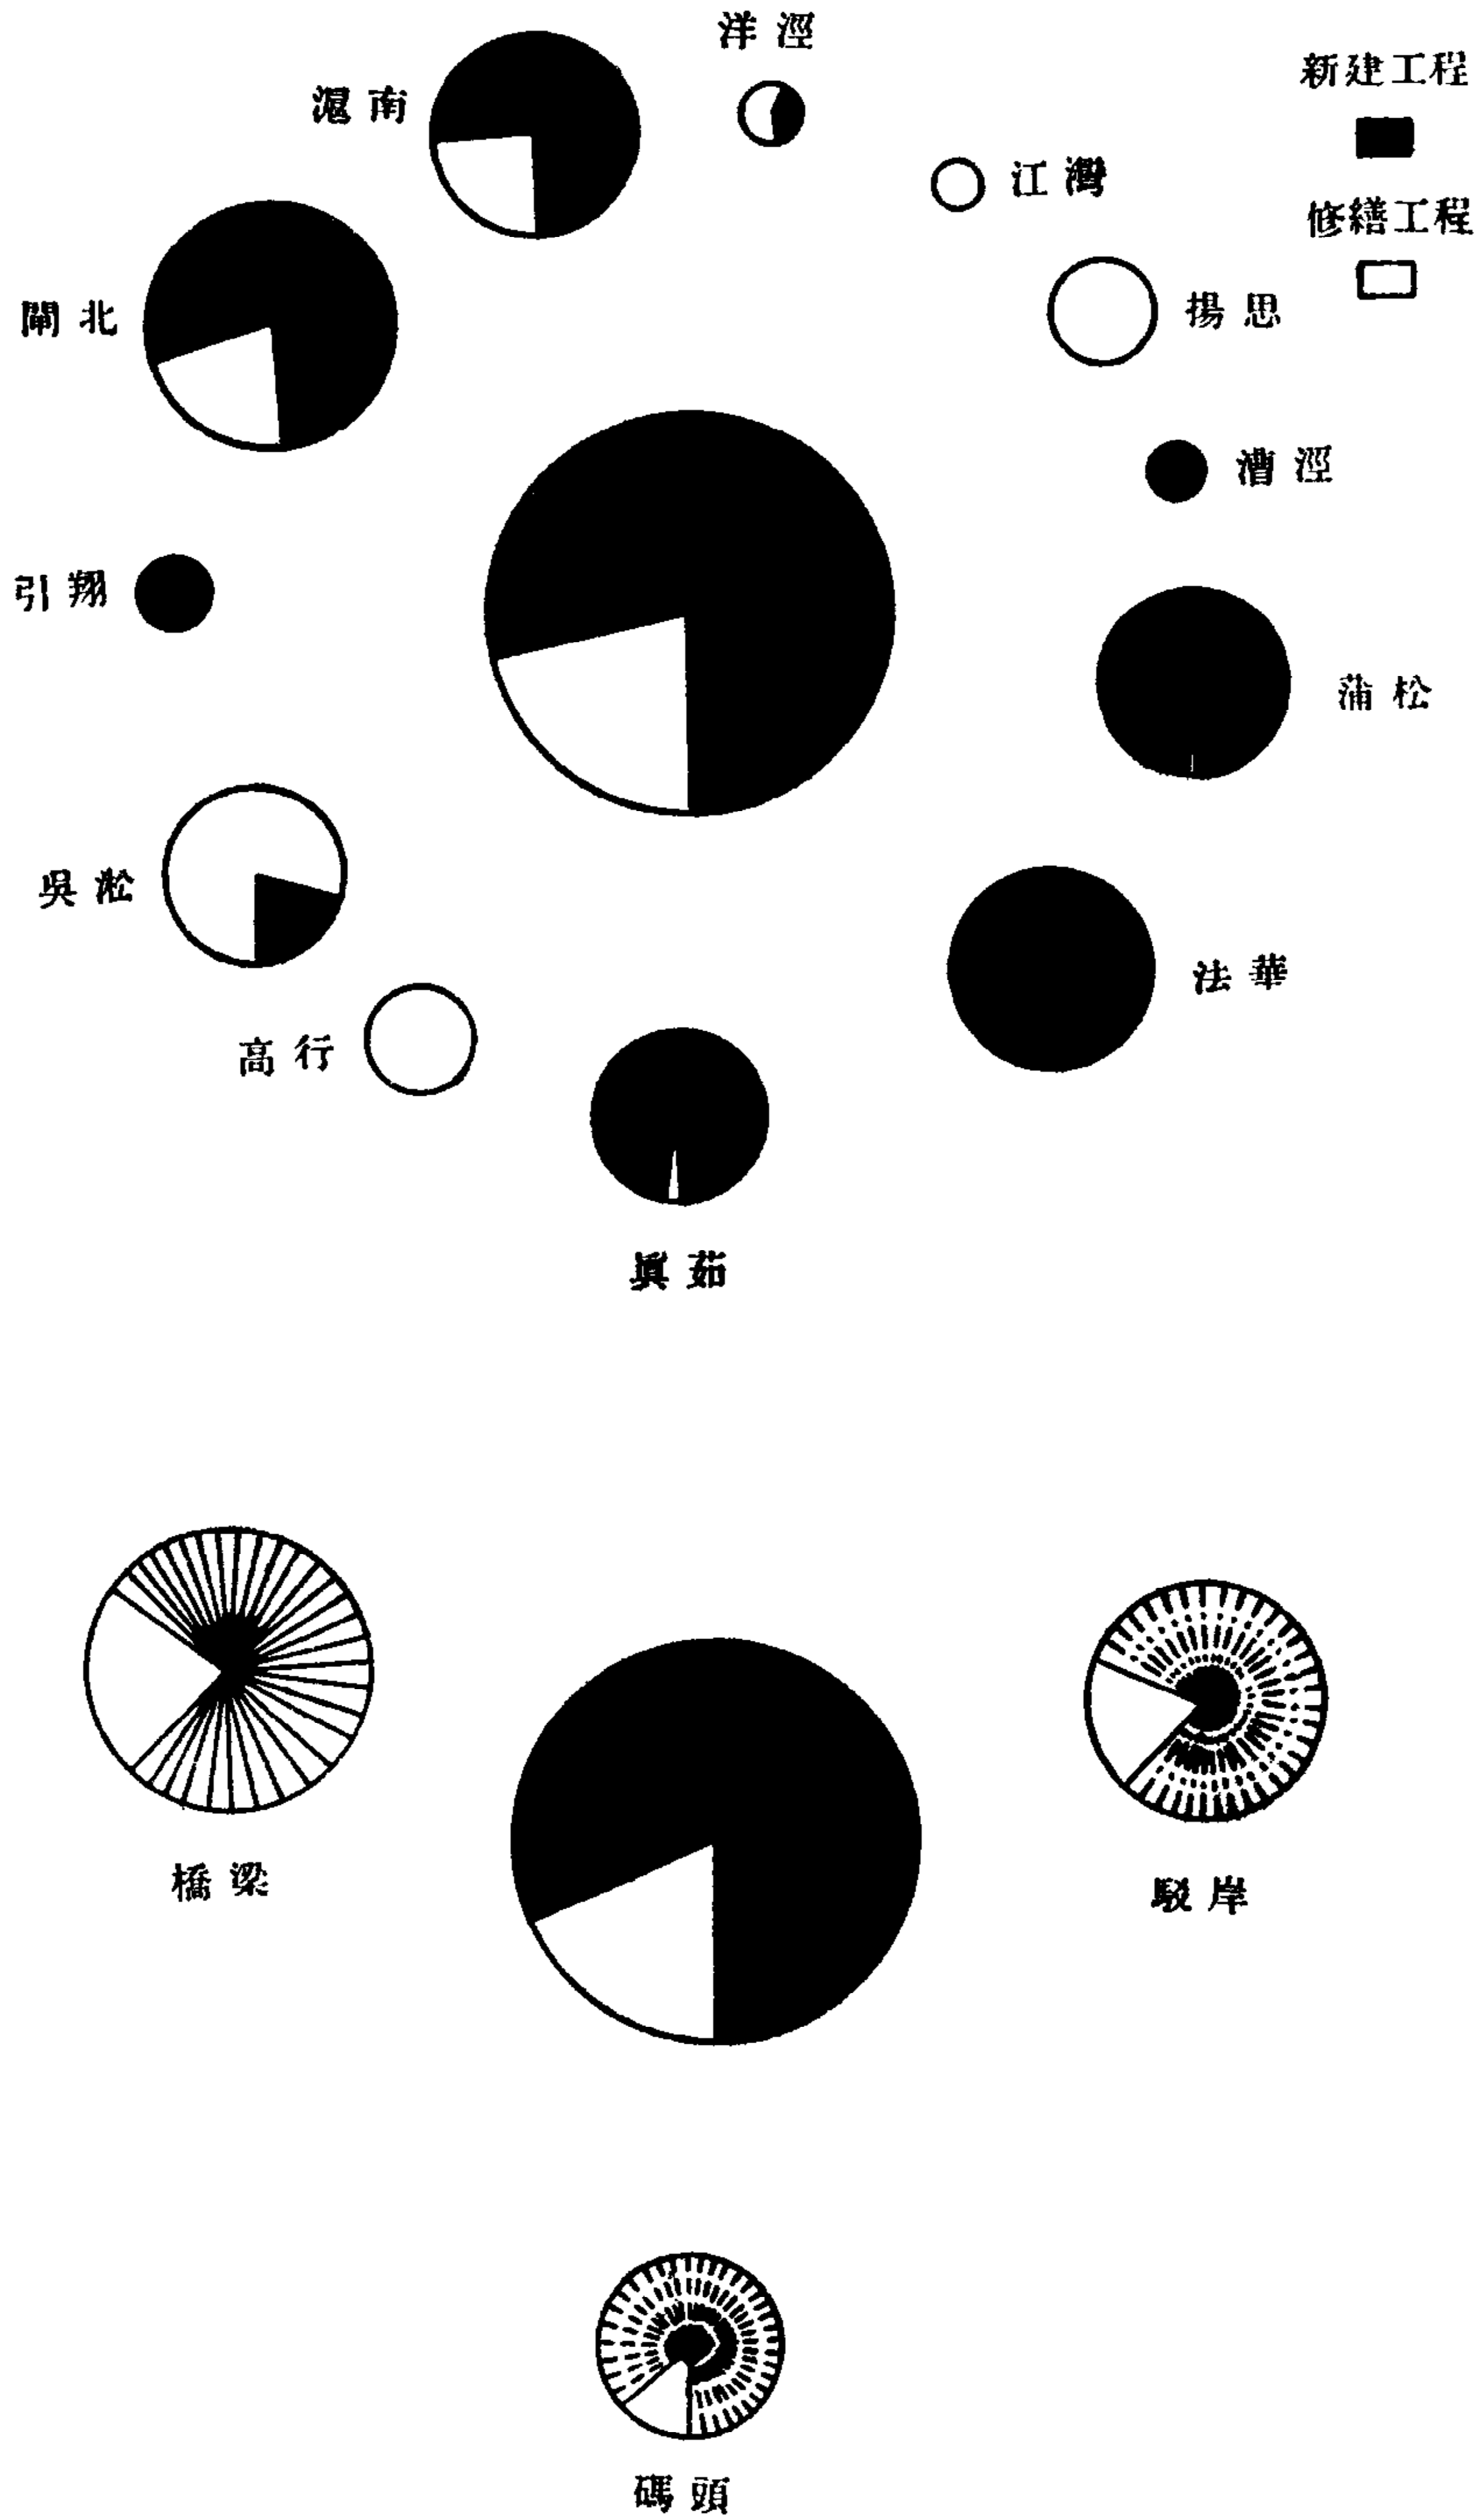 洋涇
新建工程
滬南
江灣
修繕工程
閘北
揚思
漕涇
引翔
蒲松
吳淞
法華
高行
眞茹
橋梁
駁岸
碼頭